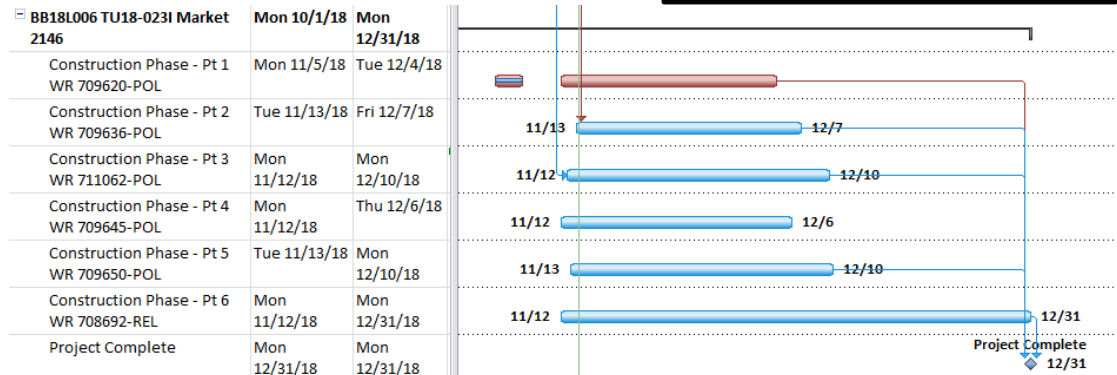 BB18L006 TU18-023I Market Mon 10/1/18 Mon
2146 12/31/18
Construction Phase - Pt 1 Mon 11/5/18 Tue 12/4/18
WR 709620-POL
Construction Phase - Pt 2 Tue 11/13/18 Fri 12/7/18
WR 709636-POL
11/13 12/7
Construction Phase - Pt 3 Mon Mon
WR 711062-POL 11/12/18 12/10/18
11/12 12/10
Construction Phase - Pt 4 Mon Thu 12/6/18
WR 709645-POL 11/12/18
11/12 12/6
Construction Phase - Pt 5 Tue 11/13/18 Mon
WR 709650-POL 12/10/18
11/13 12/10
Construction Phase - Pt 6 Mon Mon
WR 708692-REL 11/12/18 12/31/18
11/12 12/31
Project Complete Mon Mon
12/31/18 12/31/18
Project Complete
12/31